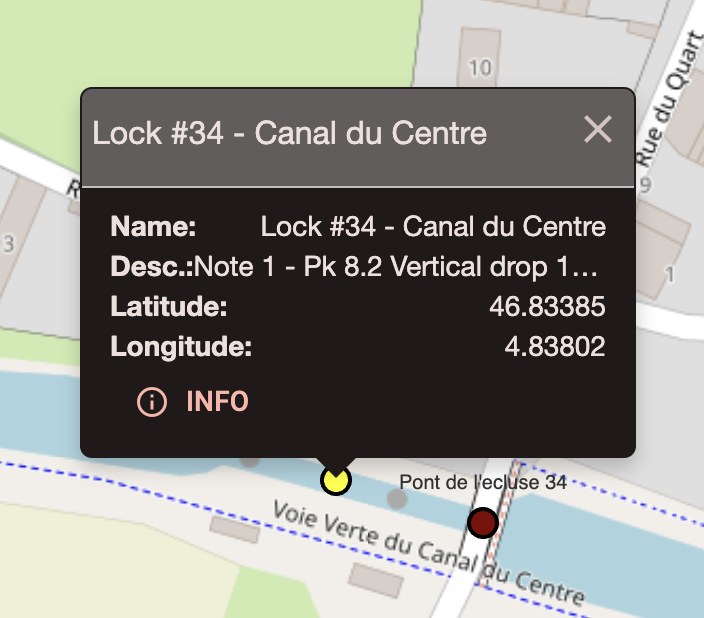 10
Rue du Quart
Lock #34 - Canal du Centre
9
R
3
Name: Lock #34 - Canal du Centre
Desc.:Note 1 - Pk 8.2 Vertical drop 1...
1
Latitude: 46.83385
Longitude: 4.83802
INFO
Pont de l'ecluse 34
Voie Verte du Canal du Centre